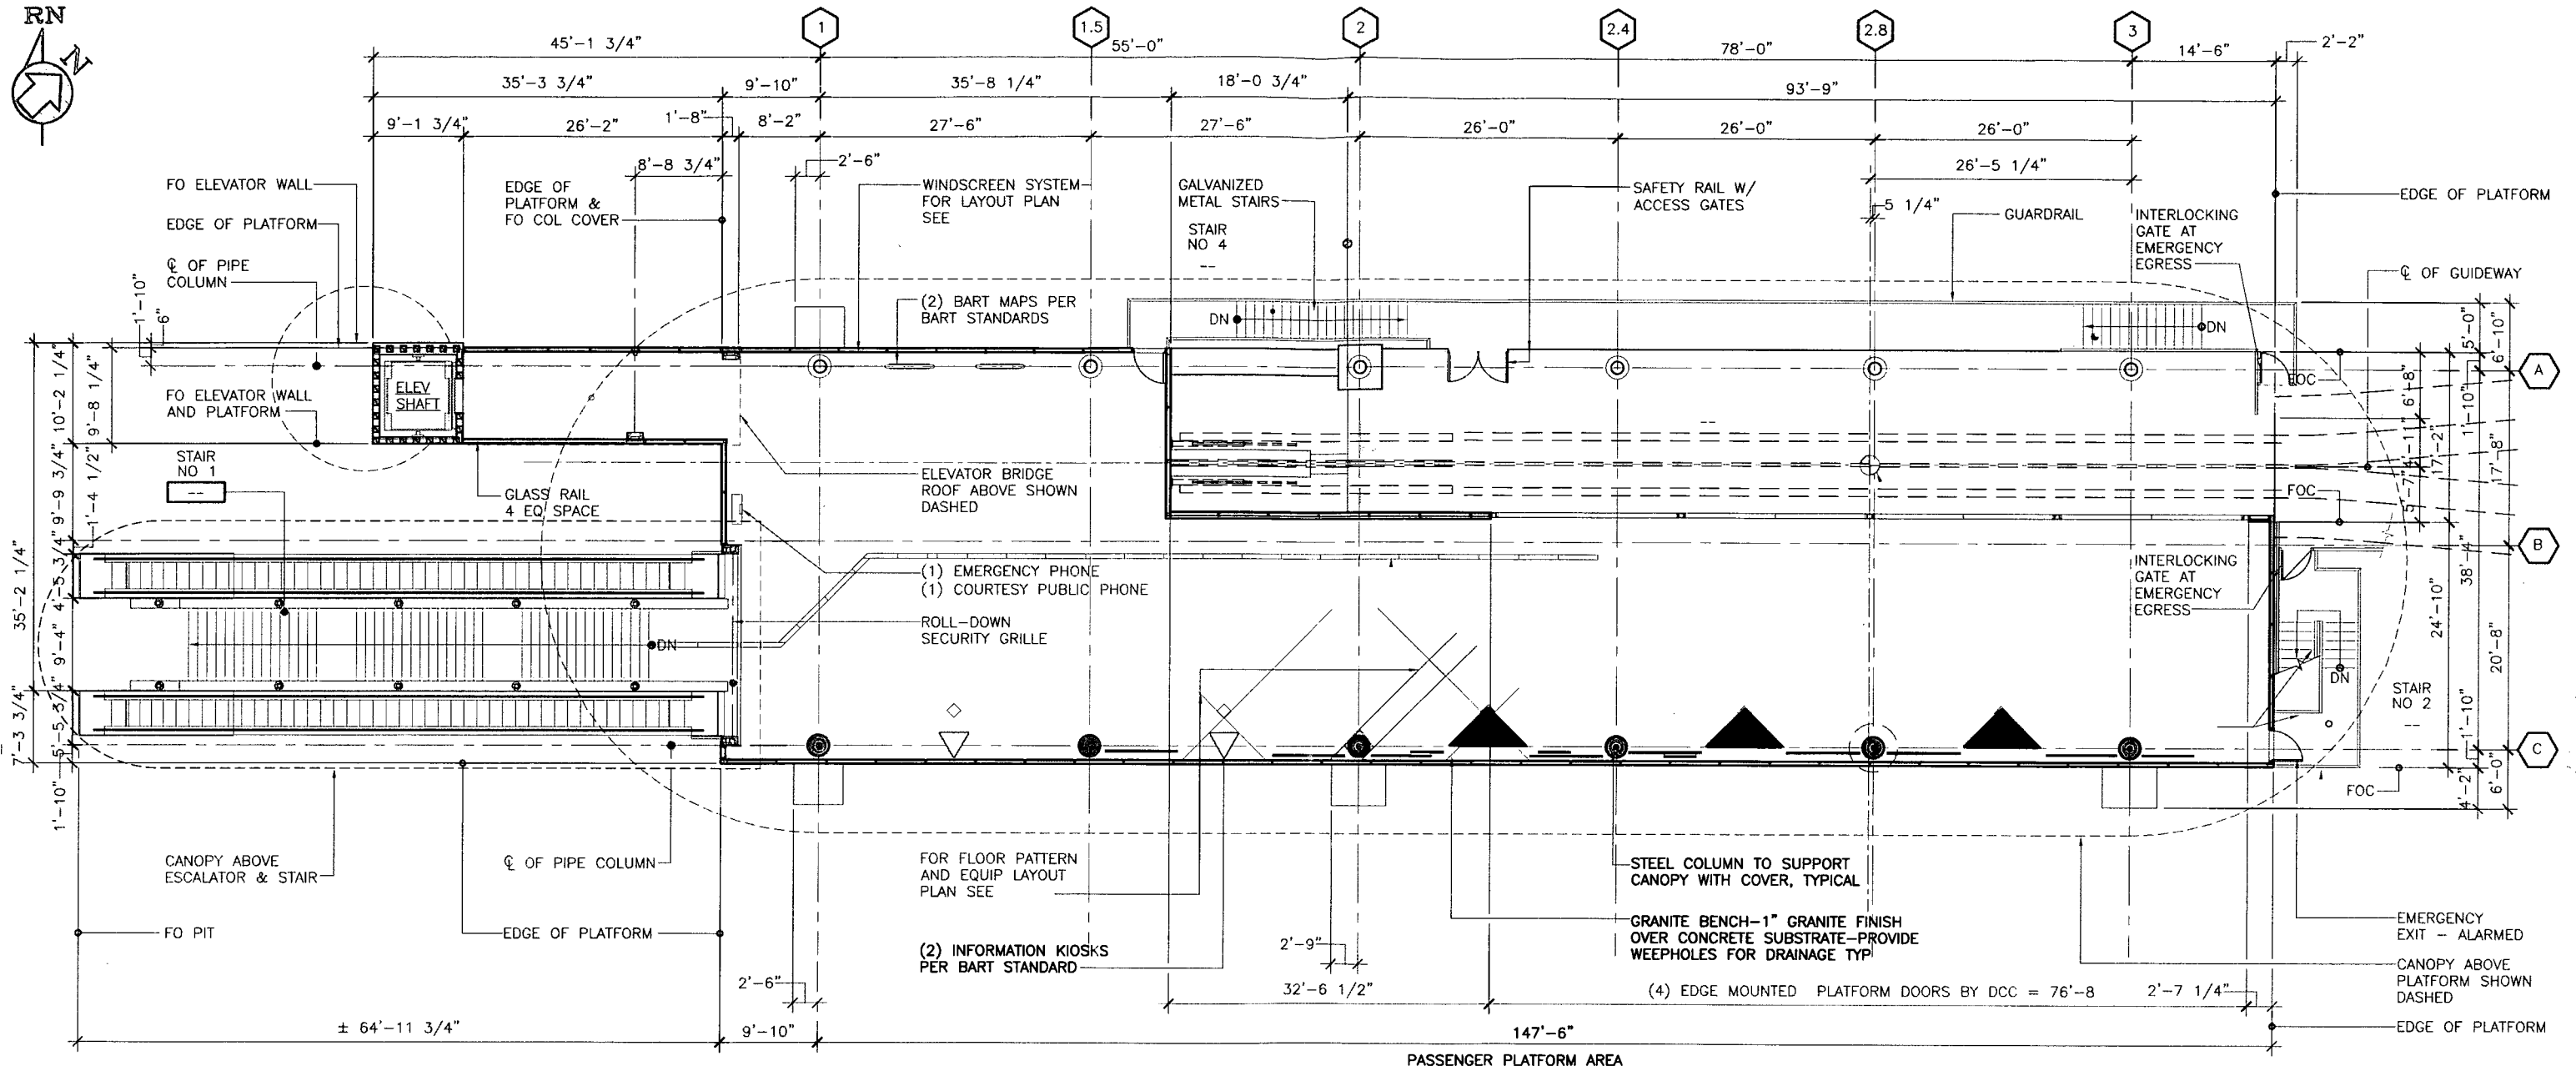 RN
N
1
1.5
2
2.4
2.8
3
45'-1 3/4"
55'-0"
78'-0"
14'-6"
2'-2"
35'-3 3/4"
9'-10"
35'-8 1/4"
18'-0 3/4"
93'-9"
9'-1 3/4"
26'-2"
1'-8"
8'-2"
27'-6"
27'-6"
26'-0"
26'-0"
26'-0"
8'-8 3/4"
2'-6"
26'-5 1/4"
5 1/4"
FO ELEVATOR WALL
EDGE OF PLATFORM
℄ OF PIPE
COLUMN
EDGE OF
PLATFORM &
FO COL COVER
WINDSCREEN SYSTEM
FOR LAYOUT PLAN
SEE
GALVANIZED
METAL STAIRS
STAIR
NO 4
--
SAFETY RAIL W/
ACCESS GATES
GUARDRAIL
INTERLOCKING
GATE AT
EMERGENCY
EGRESS
EDGE OF PLATFORM
℄ OF GUIDEWAY
(2) BART MAPS PER
BART STANDARDS
DN
DN
1'-10"
6"
10'-2 1/4"
9'-8 1/4"
FO ELEVATOR WALL
AND PLATFORM
ELEV
SHAFT
FOC
5'-0"
6'-10"
A
6'-8"
1'-10"
4'-11"
17'-2"
17'-8"
5'-7"
STAIR
NO 1
--
9'-9 3/4"
1'-4 1/2"
GLASS RAIL
4 EQ SPACE
ELEVATOR BRIDGE
ROOF ABOVE SHOWN
DASHED
--
FOC
B
(1) EMERGENCY PHONE
(1) COURTESY PUBLIC PHONE
INTERLOCKING
GATE AT
EMERGENCY
EGRESS
35'-2 1/4"
4'-5 3/4"
9'-4"
5'-5 3/4"
7'-3 3/4"
1'-10"
DN
ROLL-DOWN
SECURITY GRILLE
DN
STAIR
NO 2
--
38'-4"
24'-10"
20'-8"
1'-10"
4'-2"
6'-0"
C
FOC
CANOPY ABOVE
ESCALATOR & STAIR
℄ OF PIPE COLUMN
FOR FLOOR PATTERN
AND EQUIP LAYOUT
PLAN SEE
STEEL COLUMN TO SUPPORT
CANOPY WITH COVER, TYPICAL
FO PIT
EDGE OF PLATFORM
(2) INFORMATION KIOSKS
PER BART STANDARD
GRANITE BENCH-1" GRANITE FINISH
OVER CONCRETE SUBSTRATE-PROVIDE
WEEPHOLES FOR DRAINAGE TYP
EMERGENCY
EXIT - ALARMED
CANOPY ABOVE
PLATFORM SHOWN
DASHED
EDGE OF PLATFORM
2'-6"
2'-9"
32'-6 1/2"
(4) EDGE MOUNTED PLATFORM DOORS BY DCC = 76'-8
2'-7 1/4"
± 64'-11 3/4"
9'-10"
147'-6"
PASSENGER PLATFORM AREA